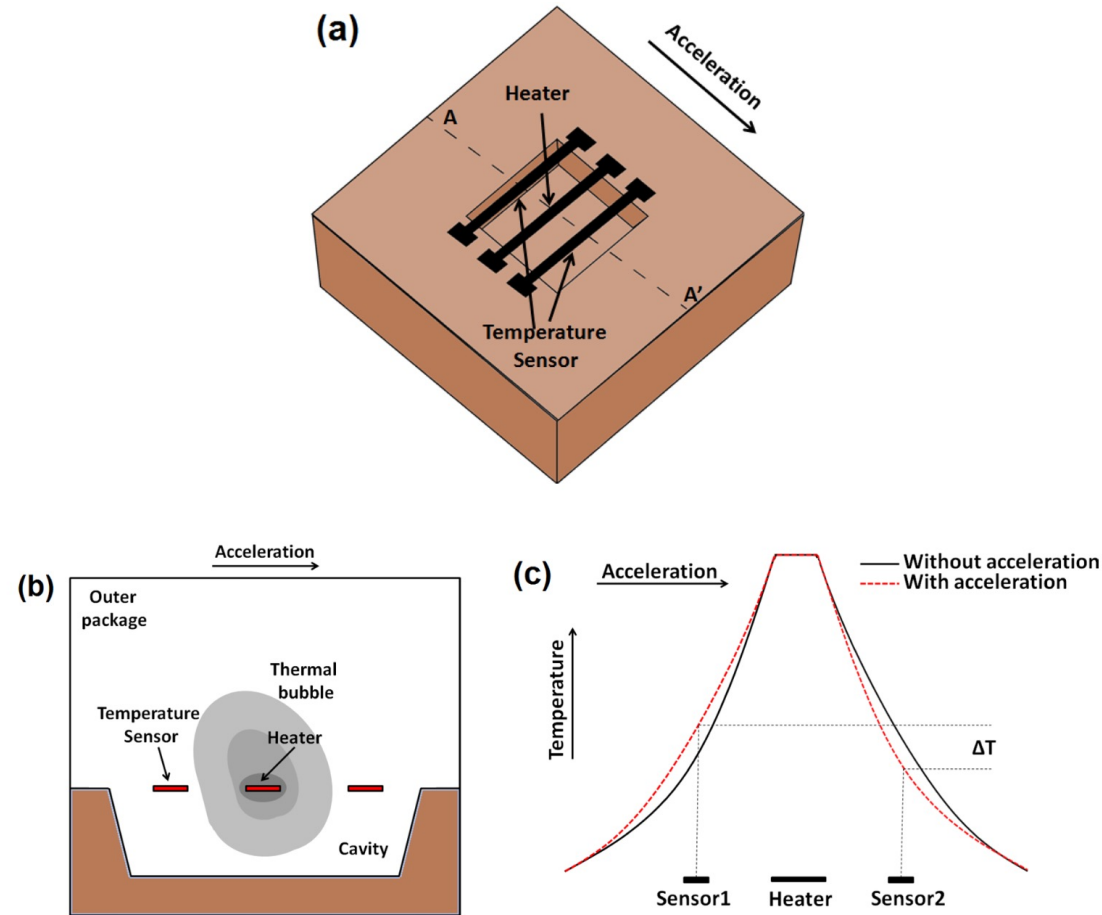 (a)
Acceleration
Heater
A
A'
Temperature
Sensor
(b)
Acceleration
Outer
package
Thermal
bubble
Temperature
Sensor
Heater
Cavity
(c)
Acceleration
Without acceleration
With acceleration
Temperature
ΔT
Sensor1
Heater
Sensor2